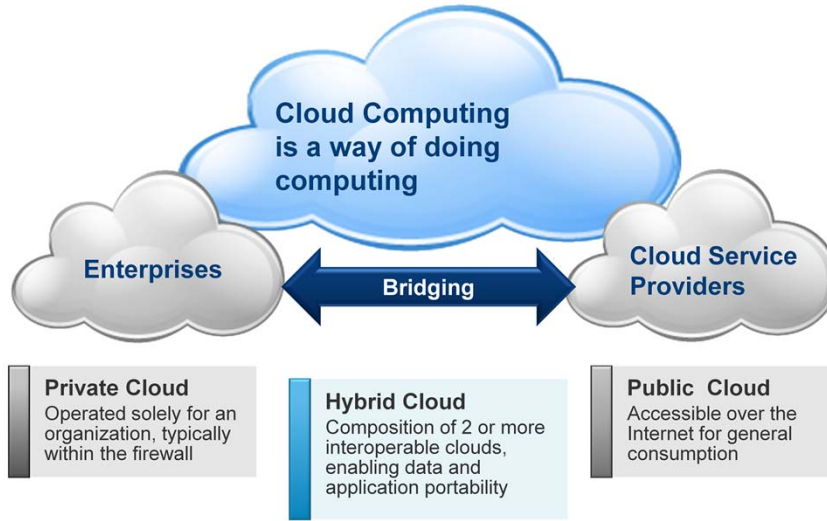 Cloud Computing
is a way of doing
computing
Enterprises
Bridging
Cloud Service
Providers
Private Cloud
Operated solely for an
organization, typically
within the firewall
Hybrid Cloud
Composition of 2 or more
interoperable clouds,
enabling data and
application portability
Public Cloud
Accessible over the
Internet for general
consumption